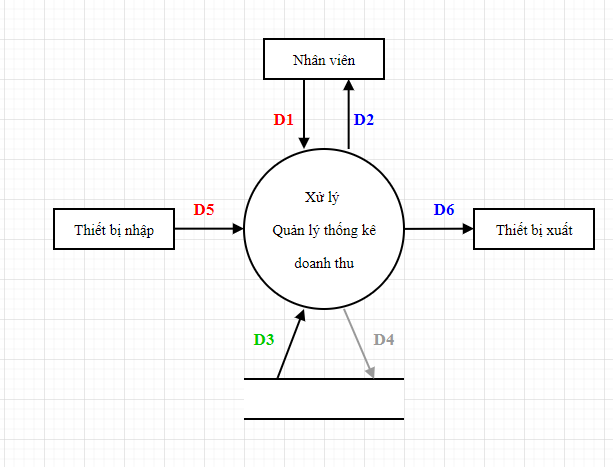 Nhân viên
D1
D2
Xử lý
Quản lý thống kê
doanh thu
Thiết bị nhập
D5
D6
Thiết bị xuất
D3
D4